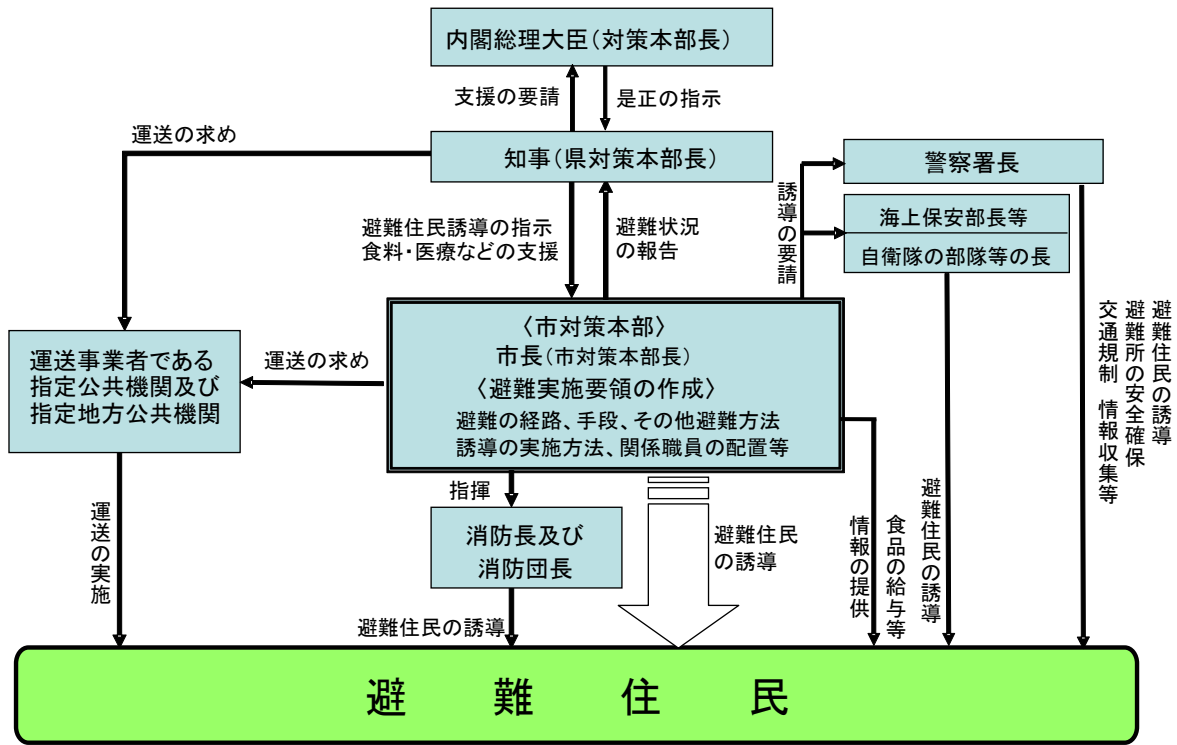 内閣総理大臣（対策本部長）
支援の要請
是正の指示
運送の求め
知事（県対策本部長）
警察署長
誘導の要請
海上保安部長等
自衛隊の部隊等の長
避難住民誘導の指示
食料・医療などの支援
避難状況
の報告
〈市対策本部〉
市長（市対策本部長）
〈避難実施要領の作成〉
避難の経路、手段、その他避難方法
誘導の実施方法、関係職員の配置等
運送の求め
運送事業者である
指定公共機関及び
指定地方公共機関
避難住民の誘導
避難所の安全確保
交通規制　情報収集等
指揮
消防長及び
消防団長
避難住民
の誘導
運送の実施
避難住民の誘導
食品の給与等
情報の提供
避難住民の誘導
避　難　住　民